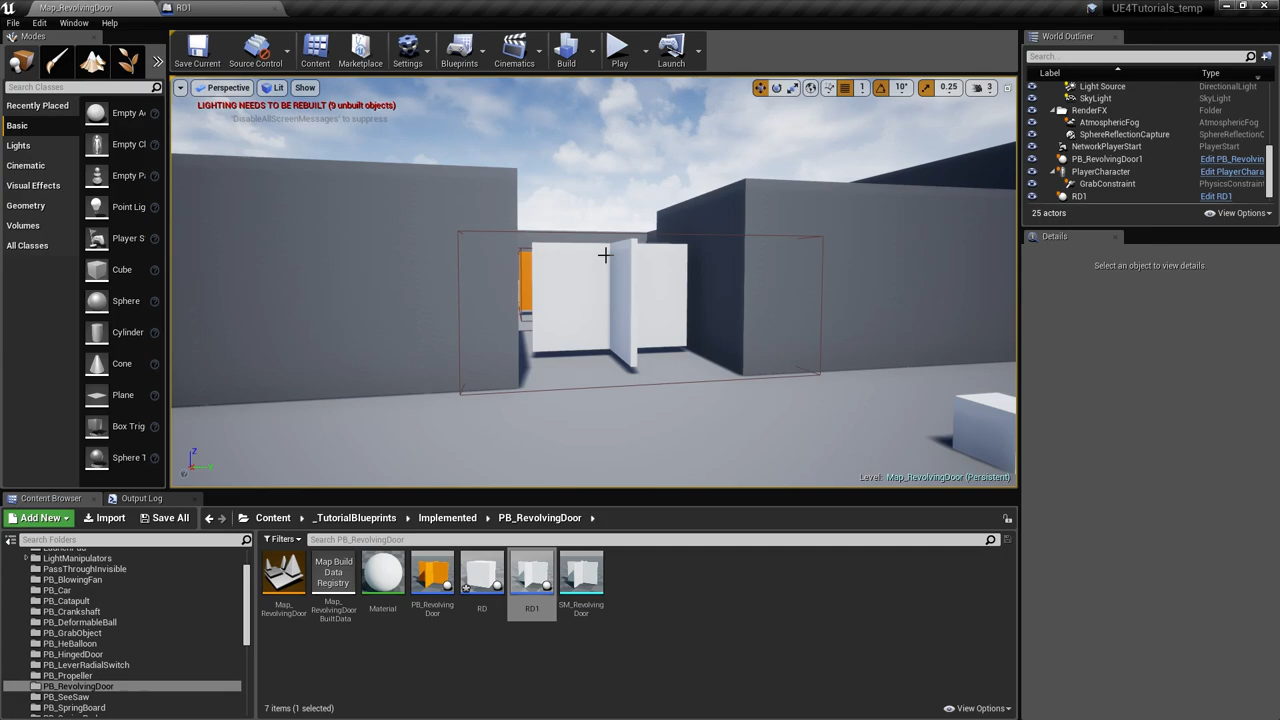 Map_RevolvingDoor
RD1
UE4Tutorials_temp
File Edit Window Help
Modes
Search Classes
Recently Placed
Basic
Lights
Cinematic
Visual Effects
Geometry
Volumes
All Classes
Empty A
Empty C
Empty P
Point Lig
Player S
Cube
Sphere
Cylinder
Cone
Plane
Box Trig
Sphere T
Save Current
Source Control
Content
Marketplace
Settings
Blueprints
Cinematics
Build
Play
Launch
Perspective
Lit
Show
1
10°
0.25
3
LIGHTING NEEDS TO BE REBUILT (9 unbuilt objects)
'DisableAllScreenMessages' to suppress
Z
Level: Map_RevolvingDoor (Persistent)
World Outliner
Search...
Label
Type
Light Source DirectionalLight
SkyLight SkyLight
RenderFX Folder
AtmosphericFog AtmosphericFog
SphereReflectionCapture SphereReflectionC
NetworkPlayerStart PlayerStart
PB_RevolvingDoor1 Edit PB_Revolvin
PlayerCharacter Edit PlayerChara
GrabConstraint PhysicsConstrain
RD1 Edit RD1
25 actors
View Options
Details
Select an object to view details.
Content Browser
Output Log
Add New
Import
Save All
Content
_TutorialBlueprints
Implemented
PB_RevolvingDoor
Search Folders
Filters
Search PB_RevolvingDoor
LightManipulators
PassThroughInvisible
PB_BlowingFan
PB_Car
PB_Catapult
PB_Crankshaft
PB_DeformableBall
PB_GrabObject
PB_HeBalloon
PB_HingedDoor
PB_LeverRadialSwitch
PB_Propeller
PB_RevolvingDoor
PB_SeeSaw
PB_SpringBoard
Map Build
Data
Registry
Map_
RevolvingDoor
Map_
RevolvingDoor
BuiltData
Material
PB_Revolving
Door
RD
RD1
SM_Revolving
Door
7 items (1 selected)
View Options